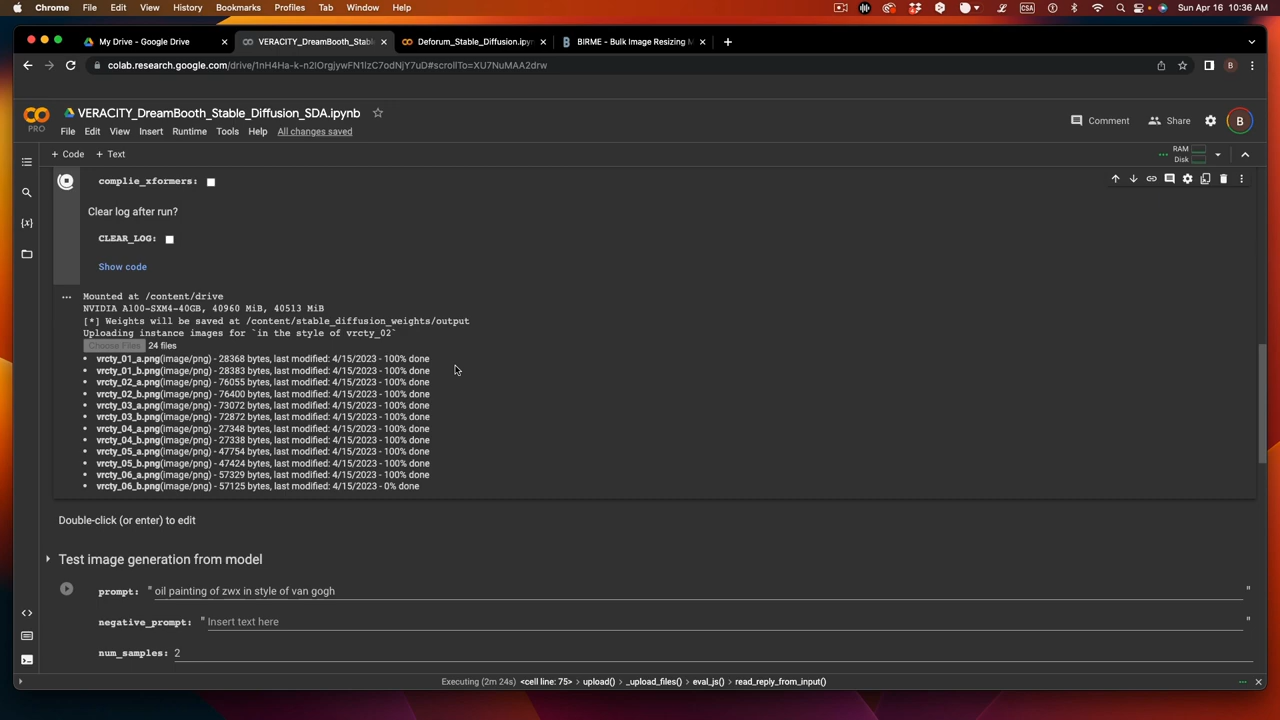 Chrome File Edit View History Bookmarks Profiles Tab Window Help CSA Sun Apr 16 10:36 AM
My Drive - Google Drive VERACITY_DreamBooth_Stabl Deforum_Stable_Diffusion.ipyn BIRME - Bulk Image Resizing M
colab.research.google.com/drive/1nH4Ha-k-n2lOrgjywFN1IzC7odNjY7uD#scrollTo=XU7NuMAA2drw B
VERACITY_DreamBooth_Stable_Diffusion_SDA.ipynb
PRO
File Edit View Insert Runtime Tools Help All changes saved
Comment Share B
+ Code + Text
RAM
Disk
complie_xformers:
Clear log after run?
CLEAR_LOG:
Show code
Mounted at /content/drive
NVIDIA A100-SXM4-40GB, 40960 MiB, 40513 MiB
[*] Weights will be saved at /content/stable_diffusion_weights/output
Uploading instance images for `in the style of vrcty_02`
Choose Files 24 files
• vrcty_01_a.png(image/png) - 28368 bytes, last modified: 4/15/2023 - 100% done
• vrcty_01_b.png(image/png) - 28383 bytes, last modified: 4/15/2023 - 100% done
• vrcty_02_a.png(image/png) - 76055 bytes, last modified: 4/15/2023 - 100% done
• vrcty_02_b.png(image/png) - 76400 bytes, last modified: 4/15/2023 - 100% done
• vrcty_03_a.png(image/png) - 73072 bytes, last modified: 4/15/2023 - 100% done
• vrcty_03_b.png(image/png) - 72872 bytes, last modified: 4/15/2023 - 100% done
• vrcty_04_a.png(image/png) - 27348 bytes, last modified: 4/15/2023 - 100% done
• vrcty_04_b.png(image/png) - 27338 bytes, last modified: 4/15/2023 - 100% done
• vrcty_05_a.png(image/png) - 47754 bytes, last modified: 4/15/2023 - 100% done
• vrcty_05_b.png(image/png) - 47424 bytes, last modified: 4/15/2023 - 100% done
• vrcty_06_a.png(image/png) - 57329 bytes, last modified: 4/15/2023 - 100% done
• vrcty_06_b.png(image/png) - 57125 bytes, last modified: 4/15/2023 - 0% done
Double-click (or enter) to edit
Test image generation from model
prompt: " oil painting of zwx in style of van gogh "
negative_prompt: " Insert text here "
num_samples: 2
Executing (2m 24s) <cell line: 75> > upload() > _upload_files() > eval_js() > read_reply_from_input()